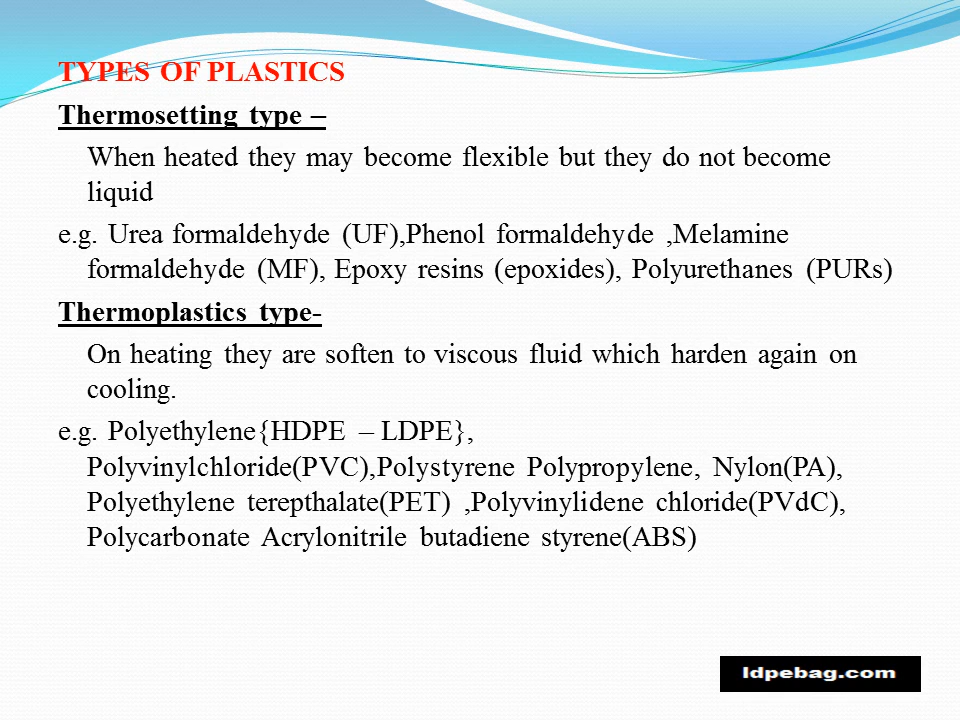 TYPES OF PLASTICS
Thermosetting type –
When heated they may become flexible but they do not become
liquid
e.g. Urea formaldehyde (UF),Phenol formaldehyde ,Melamine
formaldehyde (MF), Epoxy resins (epoxides), Polyurethanes (PURs)
Thermoplastics type-
On heating they are soften to viscous fluid which harden again on
cooling.
e.g. Polyethylene{HDPE – LDPE},
Polyvinylchloride(PVC),Polystyrene Polypropylene, Nylon(PA),
Polyethylene terepthalate(PET) ,Polyvinylidene chloride(PVdC),
Polycarbonate Acrylonitrile butadiene styrene(ABS)
ldpebag.com